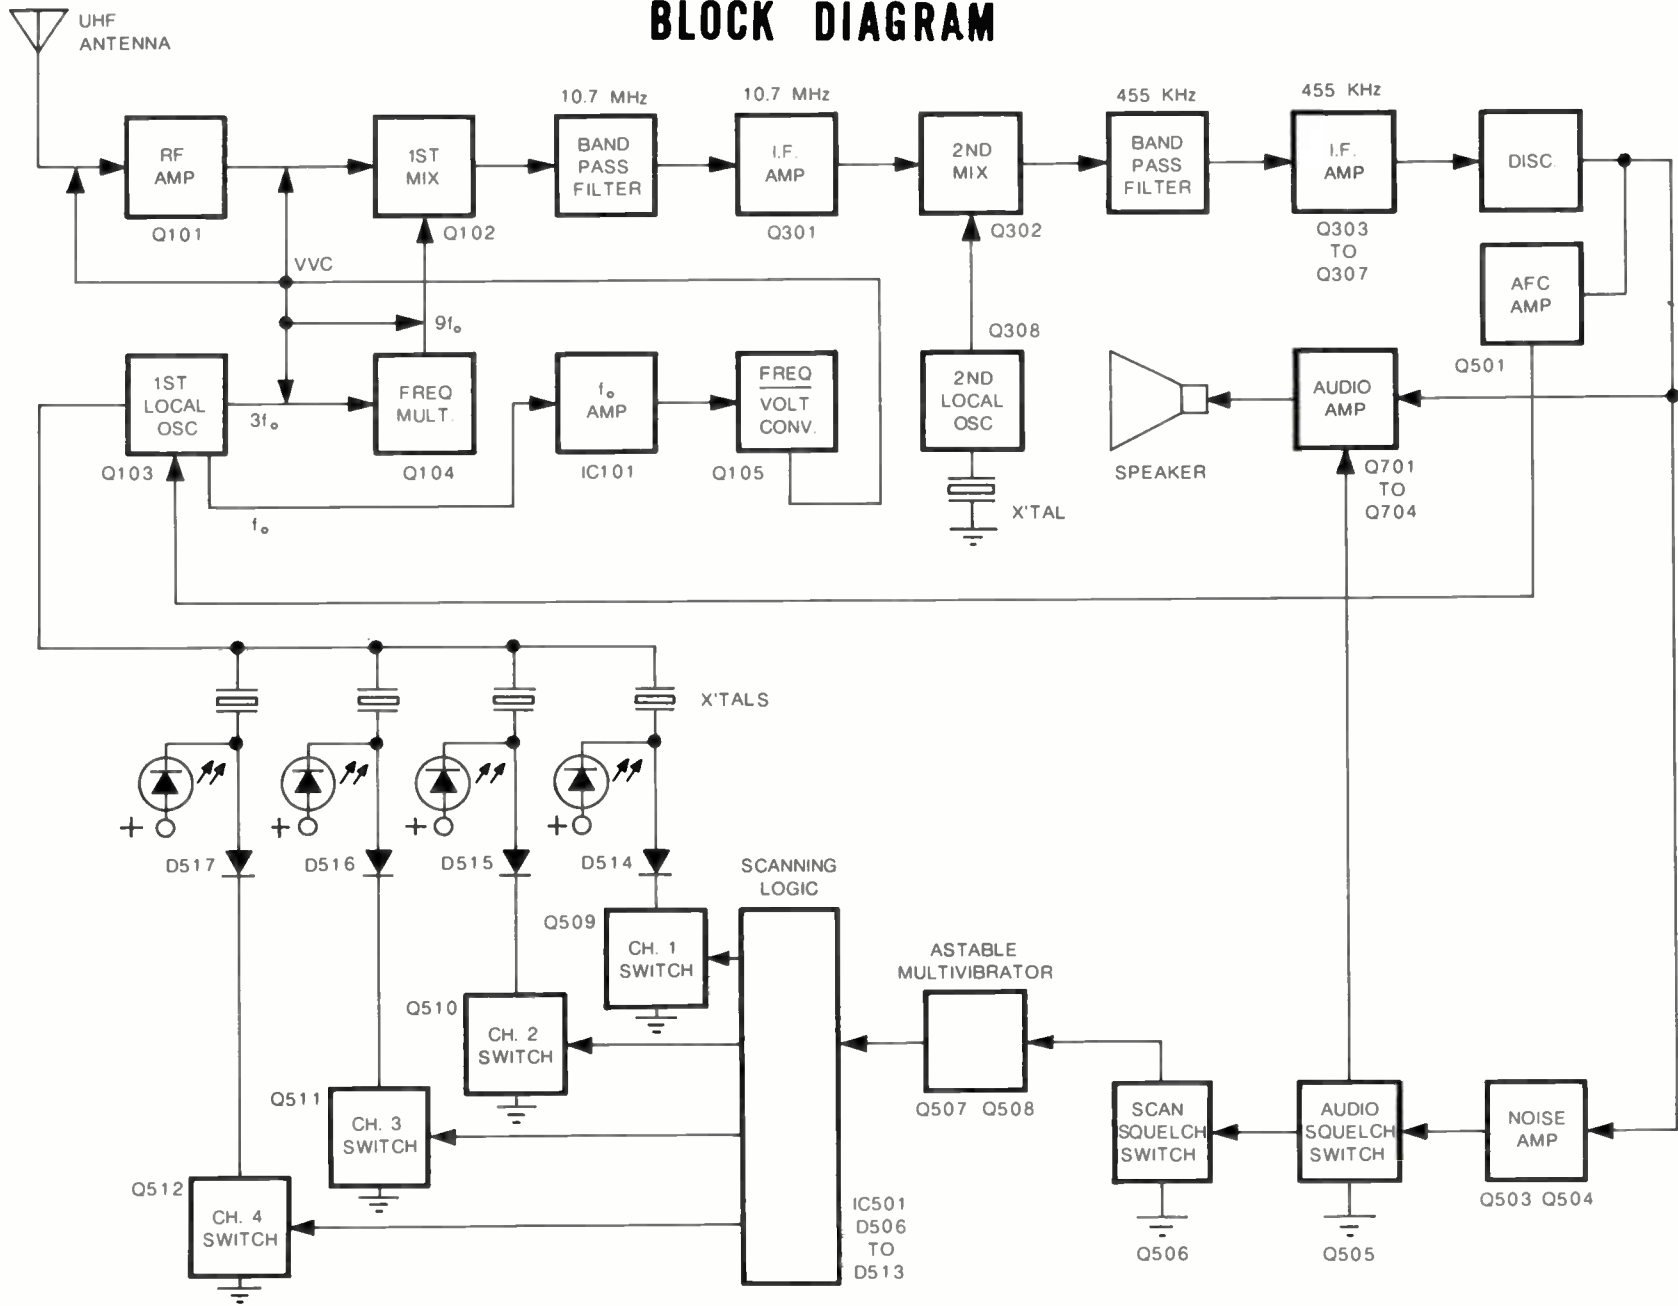 BLOCK DIAGRAM
UHF
ANTENNA
RF
AMP
Q101
1ST
MIX
Q102
10.7 MHz
BAND
PASS
FILTER
10.7 MHz
I.F.
AMP
Q301
2ND
MIX
Q302
455 KHz
BAND
PASS
FILTER
455 KHz
I.F.
AMP
Q303
TO
Q307
DISC.
AFC
AMP
Q501
VVC
9fo
1ST
LOCAL
OSC
Q103
3fo
fo
FREQ
MULT.
Q104
fo
AMP
IC101
FREQ
VOLT
CONV.
Q105
Q308
2ND
LOCAL
OSC
X'TAL
SPEAKER
AUDIO
AMP
Q701
TO
Q704
X'TALS
+
+
+
+
D517
D516
D515
D514
Q509
CH. 1
SWITCH
Q510
CH. 2
SWITCH
Q511
CH. 3
SWITCH
Q512
CH. 4
SWITCH
SCANNING
LOGIC
IC501
D506
TO
D513
ASTABLE
MULTIVIBRATOR
Q507 Q508
SCAN
SQUELCH
SWITCH
Q506
AUDIO
SQUELCH
SWITCH
Q505
NOISE
AMP
Q503 Q504